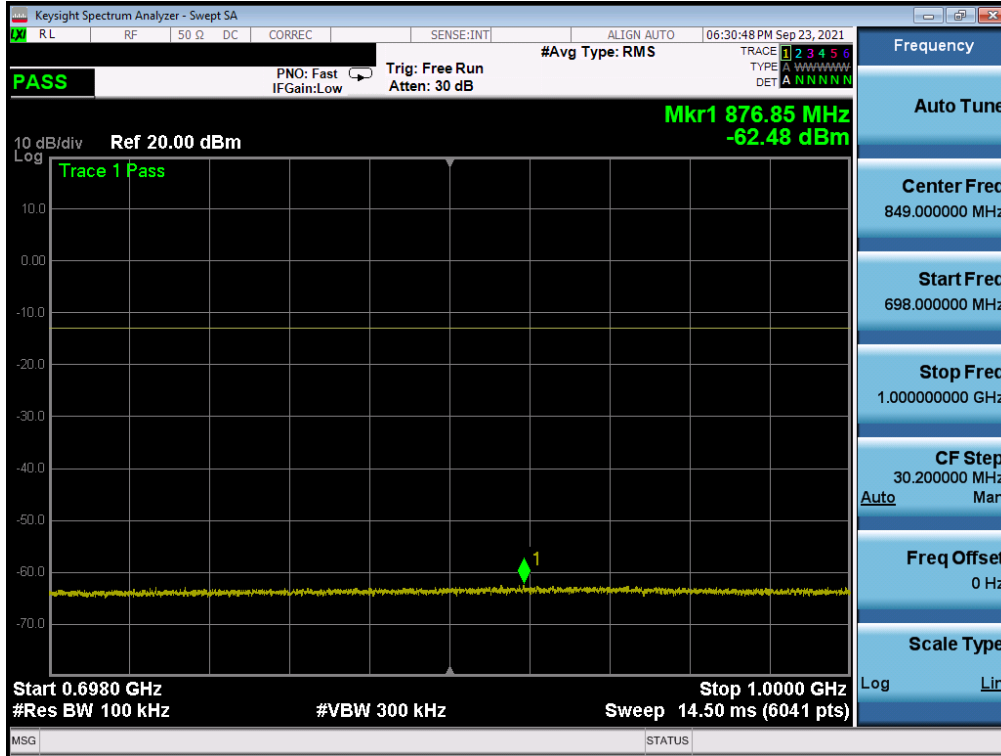 Keysight Spectrum Analyzer - Swept SA
LXI RL RF 50 Ω DC CORREC SENSE:INT ALIGN AUTO 06:30:48 PM Sep 23, 2021
PASS
PNO: Fast
IFGain:Low
Trig: Free Run
Atten: 30 dB
#Avg Type: RMS
TRACE 1 2 3 4 5 6
TYPE A WWWWW
DET A N N N N N
Mkr1 876.85 MHz
-62.48 dBm
10 dB/div Ref 20.00 dBm
Log
Trace 1 Pass
10.0
0.00
-10.0
-20.0
-30.0
-40.0
-50.0
-60.0
-70.0
1
Start 0.6980 GHz Stop 1.0000 GHz
#Res BW 100 kHz #VBW 300 kHz Sweep 14.50 ms (6041 pts)
MSG STATUS
Frequency
Auto Tune
Center Freq
849.000000 MHz
Start Freq
698.000000 MHz
Stop Freq
1.000000000 GHz
CF Step
30.200000 MHz
Auto Man
Freq Offset
0 Hz
Scale Type
Log Lin